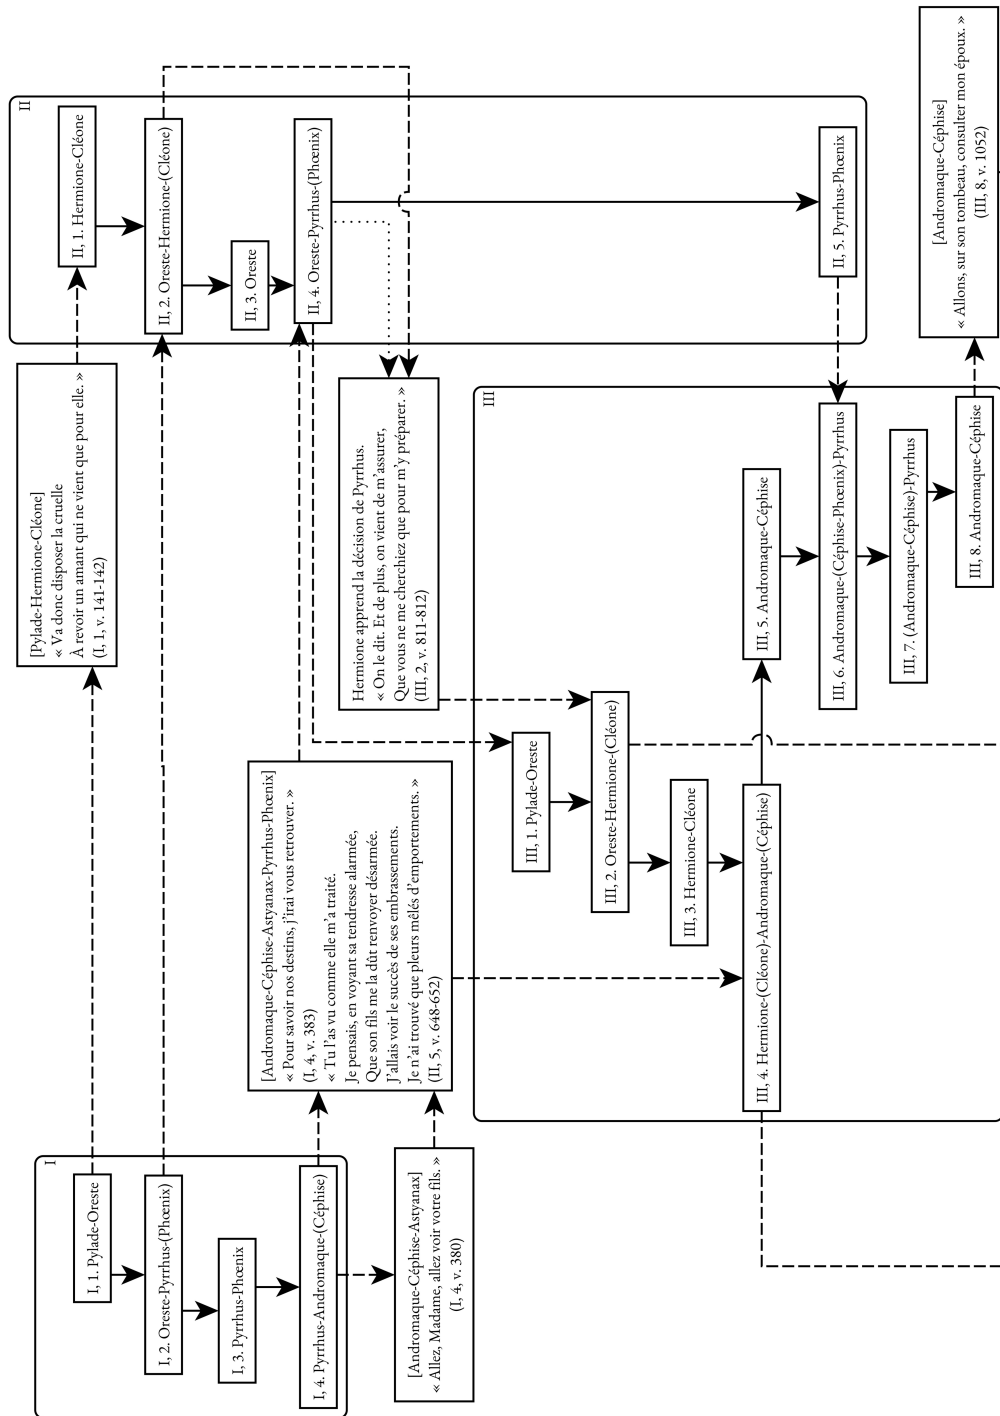 I
I, 1. Pylade-Oreste
I, 2. Oreste-Pyrrhus-(Phœnix)
I, 3. Pyrrhus-Phœnix
I, 4. Pyrrhus-Andromaque-(Céphise)
[Andromaque-Céphise-Astyanax]
« Allez, Madame, allez voir votre fils. »
(I, 4, v. 380)
[Pylade-Hermione-Cléone]
« Va donc disposer la cruelle
À revoir un amant qui ne vient que pour elle. »
(I, 1, v. 141-142)
[Andromaque-Céphise-Astyanax-Pyrrhus-Phœnix]
« Pour savoir nos destins, j’irai vous retrouver. »
(I, 4, v. 383)
« Tu l’as vu comme elle m’a traité.
Je pensais, en voyant sa tendresse alarmée,
Que son fils me la dût renvoyer désarmée.
J’allais voir le succès de ses embrassements.
Je n’ai trouvé que pleurs mêlés d’emportements. »
(II, 5, v. 648-652)
II
II, 1. Hermione-Cléone
II, 2. Oreste-Hermione-(Cléone)
II, 3. Oreste
II, 4. Oreste-Pyrrhus-(Phœnix)
II, 5. Pyrrhus-Phœnix
Hermione apprend la décision de Pyrrhus.
« On le dit. Et de plus, on vient de m’assurer,
Que vous ne me cherchiez que pour m’y préparer. »
(III, 2, v. 811-812)
III
III, 1. Pylade-Oreste
III, 2. Oreste-Hermione-(Cléone)
III, 3. Hermione-Cléone
III, 4. Hermione-(Cléone)-Andromaque-(Céphise)
III, 5. Andromaque-Céphise
III, 6. Andromaque-(Céphise-Phœnix)-Pyrrhus
III, 7. (Andromaque-Céphise)-Pyrrhus
III, 8. Andromaque-Céphise
[Andromaque-Céphise]
« Allons, sur son tombeau, consulter mon époux. »
(III, 8, v. 1052)